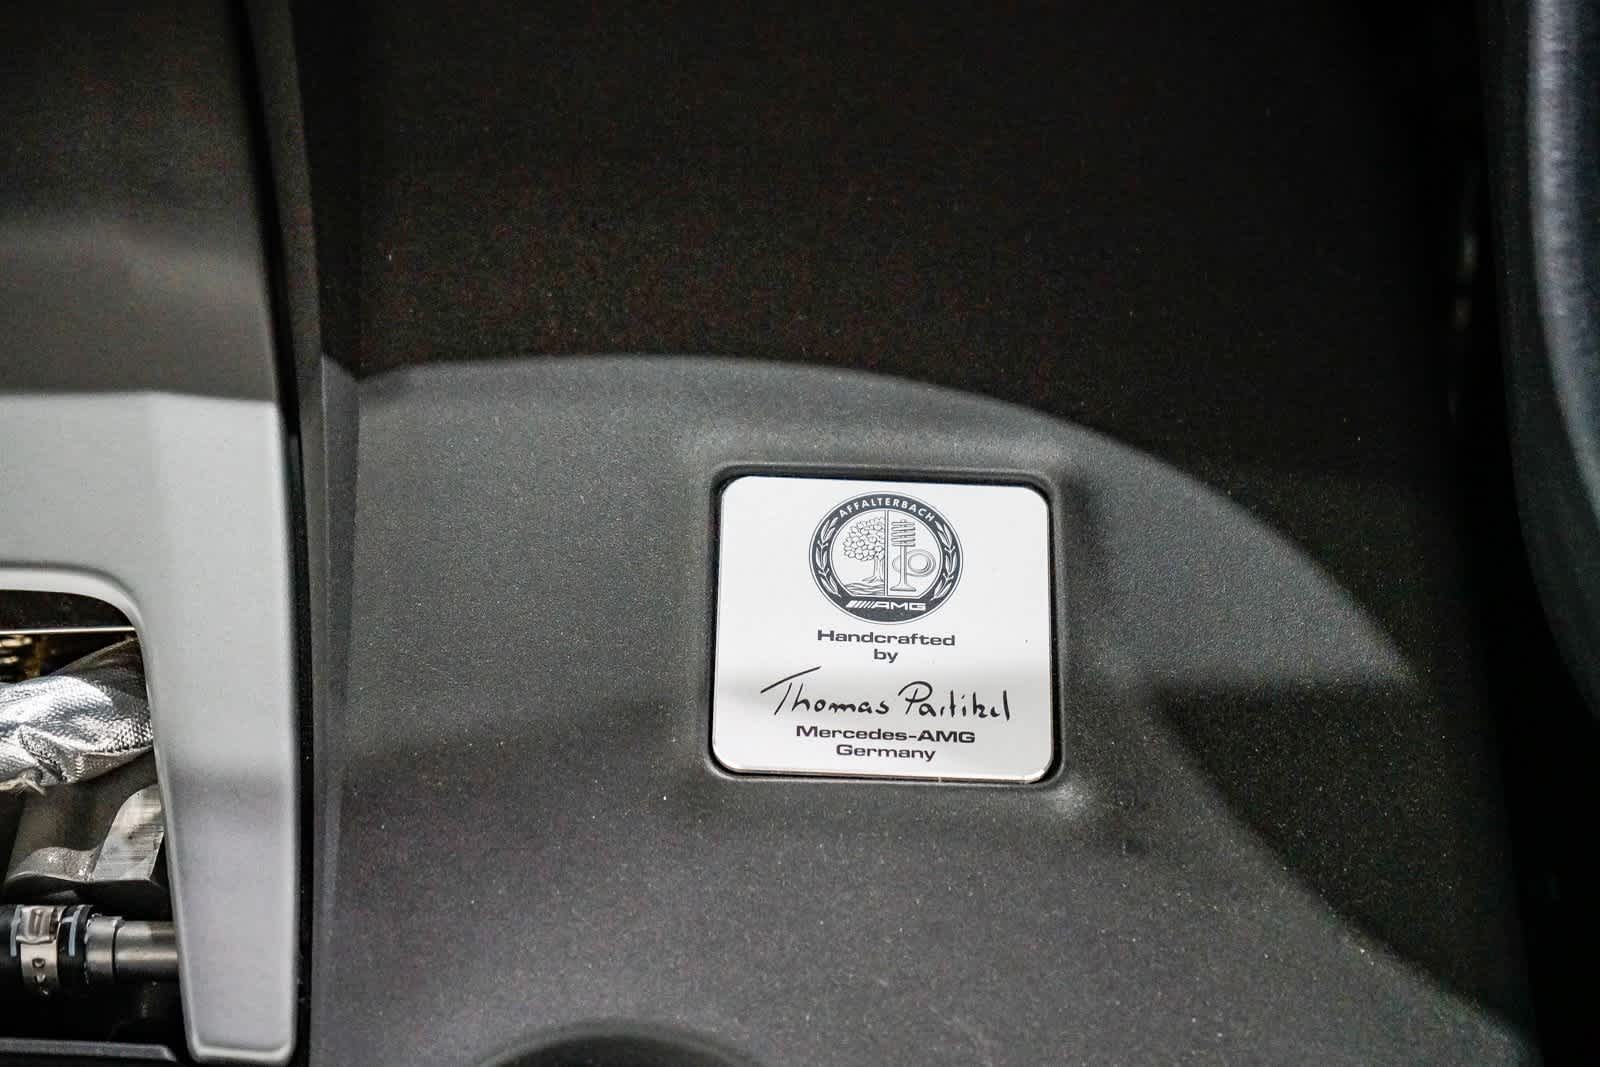 AFFALTERBACH
AMG
Handcrafted
by
Thomas Partikel
Mercedes-AMG
Germany